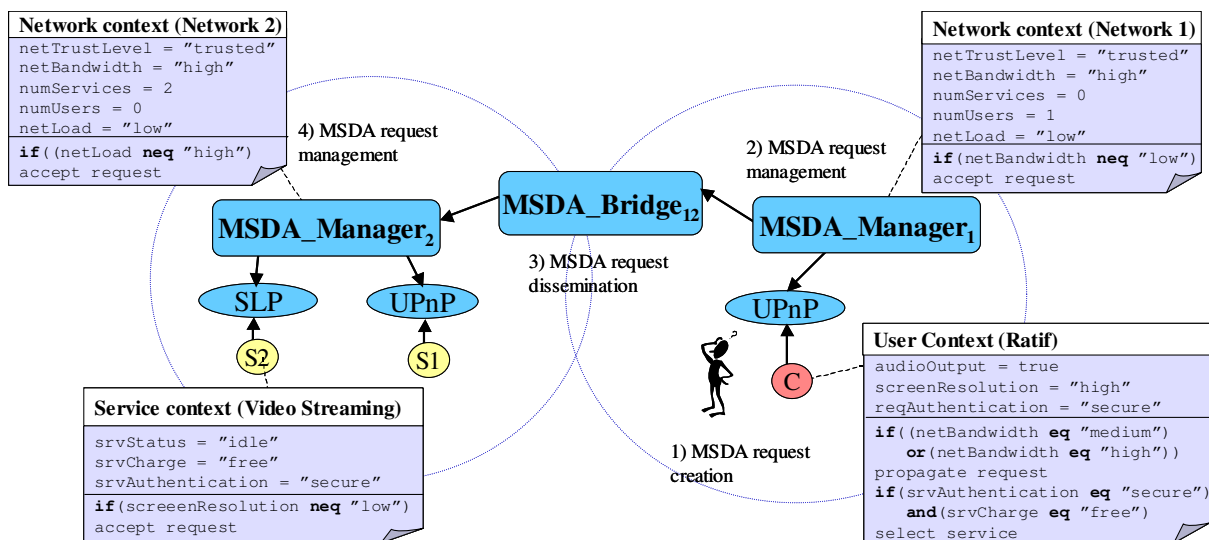 Network context (Network 2)
netTrustLevel = ”trusted”
netBandwidth = ”high”
numServices = 2
numUsers = 0
netLoad = ”low”
if((netLoad neq ”high”)
accept request
Network context (Network 1)
netTrustLevel = ”trusted”
netBandwidth = ”high”
numServices = 0
numUsers = 1
netLoad = ”low”
if(netBandwidth neq ”low”)
accept request
4) MSDA request
management
2) MSDA request
management
MSDA_Manager2
MSDA_Bridge12
MSDA_Manager1
3) MSDA request
dissemination
SLP
UPnP
UPnP
S2
S1
C
1) MSDA request
creation
Service context (Video Streaming)
srvStatus = ”idle”
srvCharge = ”free”
srvAuthentication = ”secure”
if(screeenResolution neq ”low”)
accept request
User Context (Ratif)
audioOutput = true
screenResolution = ”high”
reqAuthentication = ”secure”
if((netBandwidth eq ”medium”)
or(netBandwidth eq ”high”))
propagate request
if(srvAuthentication eq ”secure”)
and(srvCharge eq ”free”)
select service